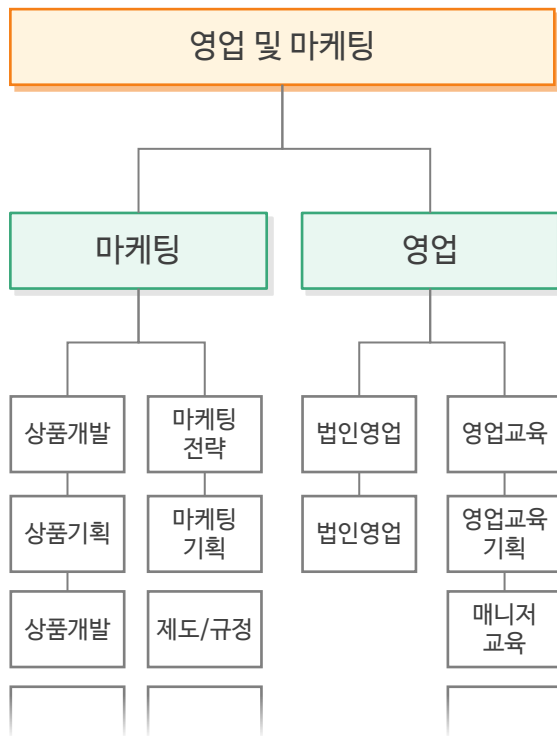 영업 및 마케팅
마케팅
영업
상품개발
마케팅
전략
법인영업
영업교육
상품기획
마케팅
기획
법인영업
영업교육
기획
상품개발
제도/규정
매니저
교육